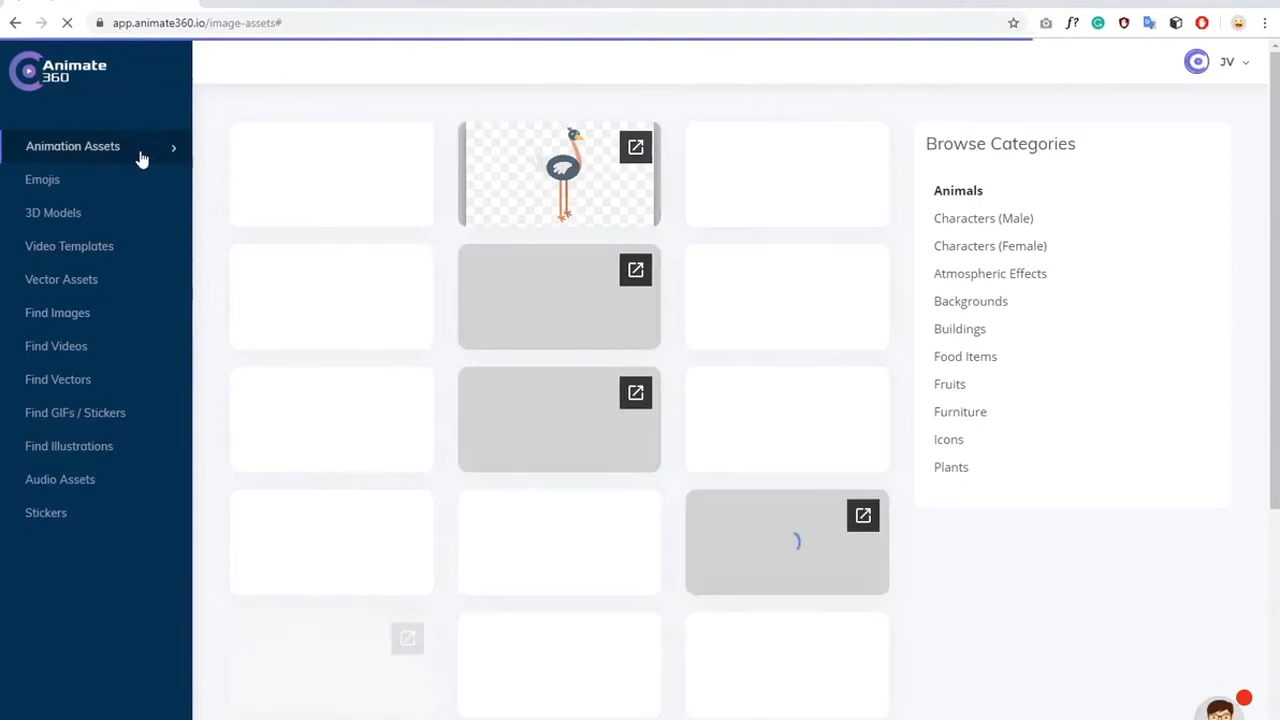 app.animate360.io/image-assets#
f?
Animate
360
JV
Animation Assets
Emojis
3D Models
Video Templates
Vector Assets
Find Images
Find Videos
Find Vectors
Find GIFs / Stickers
Find Illustrations
Audio Assets
Stickers
Browse Categories
Animals
Characters (Male)
Characters (Female)
Atmospheric Effects
Backgrounds
Buildings
Food Items
Fruits
Furniture
Icons
Plants